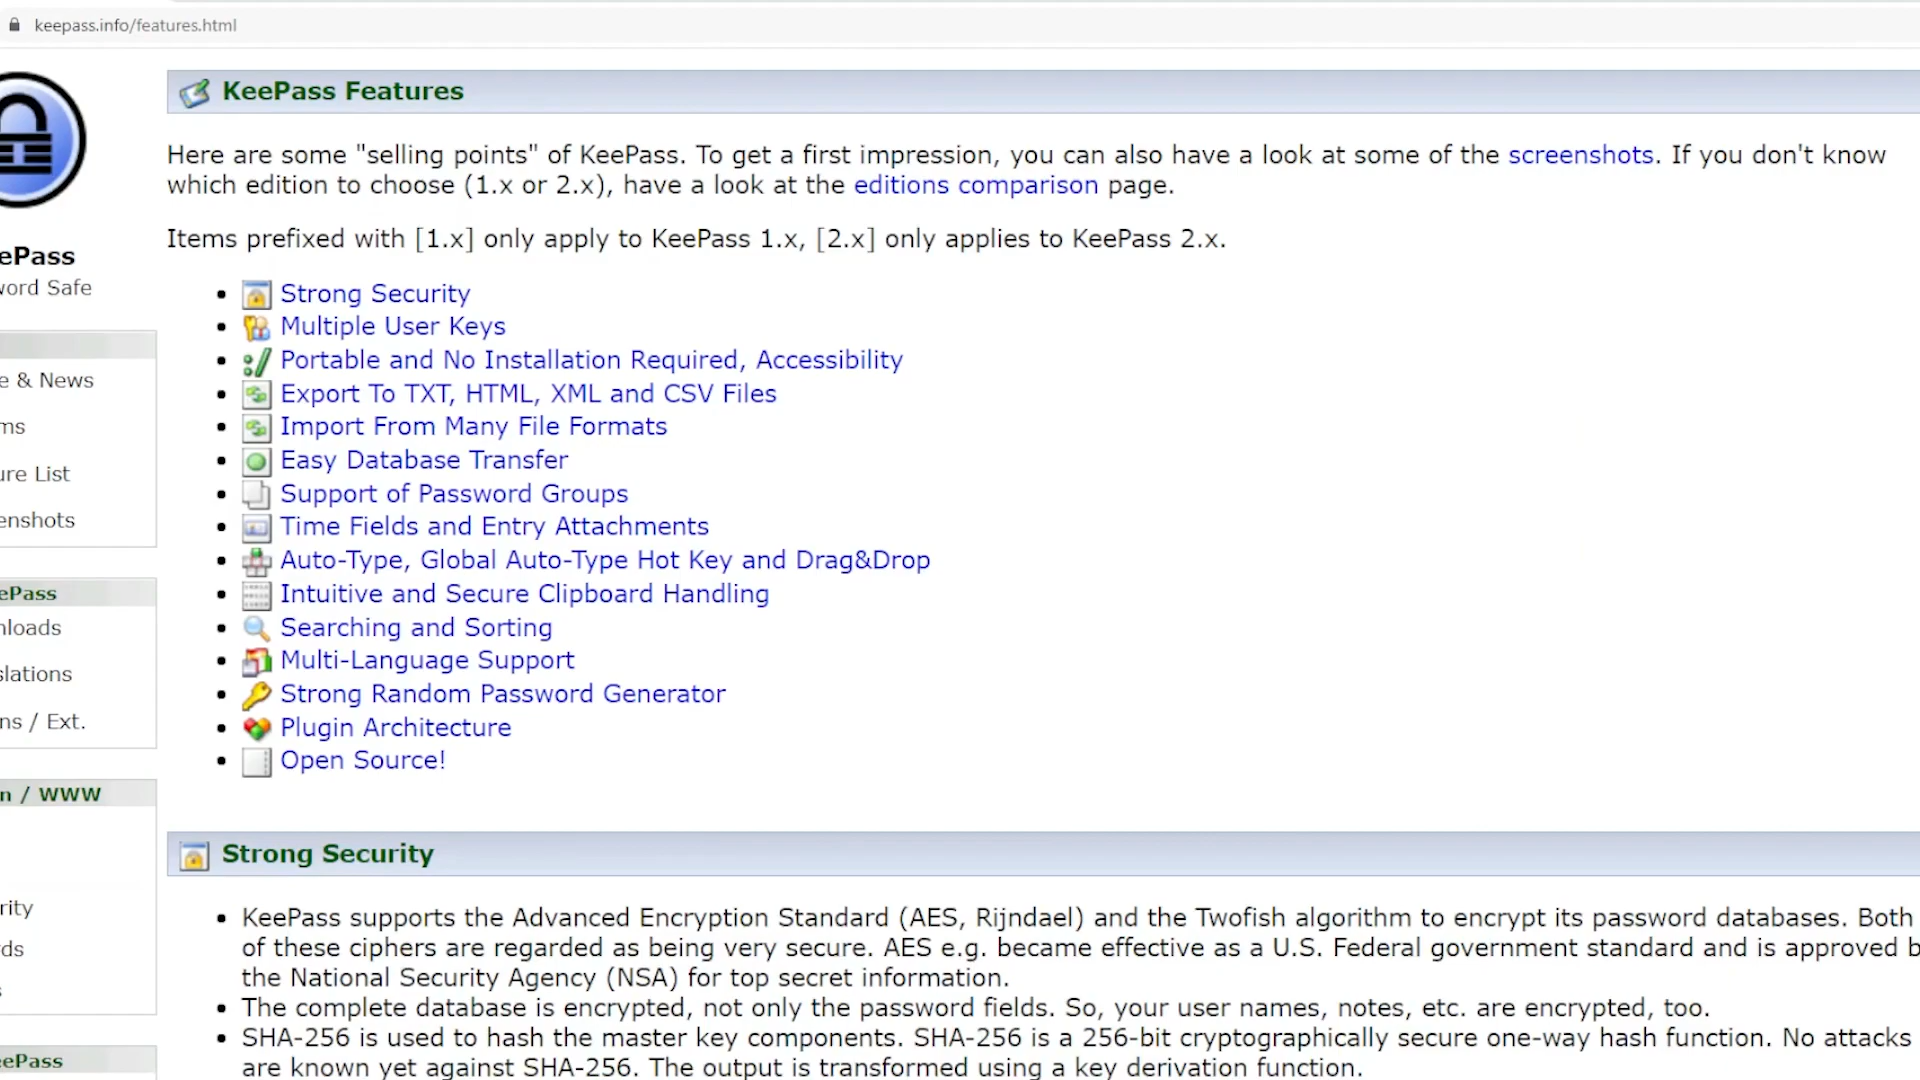 keepass.info/features.html
KeePass Features
Here are some "selling points" of KeePass. To get a first impression, you can also have a look at some of the screenshots. If you don't know
which edition to choose (1.x or 2.x), have a look at the editions comparison page.
Items prefixed with [1.x] only apply to KeePass 1.x, [2.x] only applies to KeePass 2.x.
ePass
word Safe
Strong Security
Multiple User Keys
Portable and No Installation Required, Accessibility
Export To TXT, HTML, XML and CSV Files
Import From Many File Formats
Easy Database Transfer
Support of Password Groups
Time Fields and Entry Attachments
Auto-Type, Global Auto-Type Hot Key and Drag&Drop
Intuitive and Secure Clipboard Handling
Searching and Sorting
Multi-Language Support
Strong Random Password Generator
Plugin Architecture
Open Source!
e & News
ms
ure List
enshots
ePass
nloads
slations
ns / Ext.
n / WWW
rity
ds
s
eePass
Strong Security
KeePass supports the Advanced Encryption Standard (AES, Rijndael) and the Twofish algorithm to encrypt its password databases. Both
of these ciphers are regarded as being very secure. AES e.g. became effective as a U.S. Federal government standard and is approved b
the National Security Agency (NSA) for top secret information.
The complete database is encrypted, not only the password fields. So, your user names, notes, etc. are encrypted, too.
SHA-256 is used to hash the master key components. SHA-256 is a 256-bit cryptographically secure one-way hash function. No attacks
are known yet against SHA-256. The output is transformed using a key derivation function.